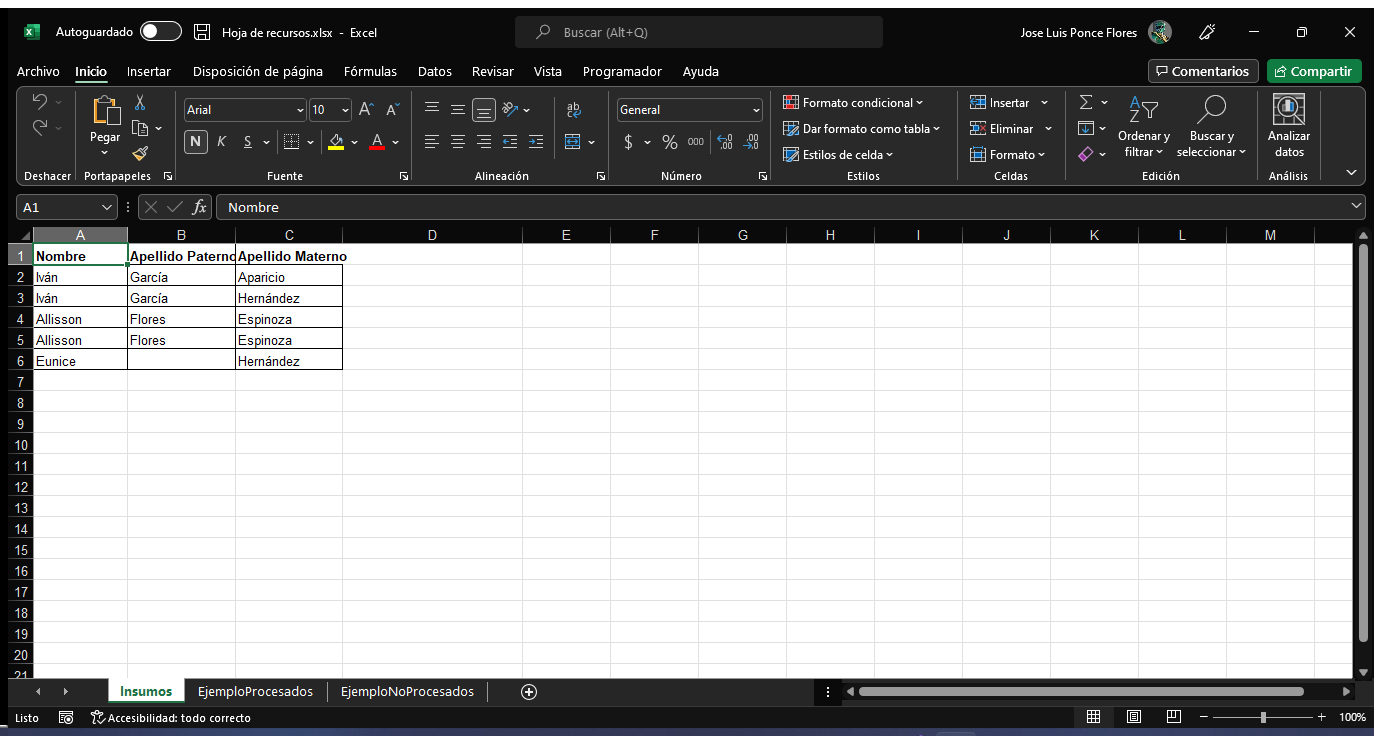 Autoguardado Hoja de recursos.xlsx - Excel Buscar (Alt+Q) Jose Luis Ponce Flores
Archivo Inicio Insertar Disposición de página Fórmulas Datos Revisar Vista Programador Ayuda Comentarios Compartir
Pegar
Arial 10 A A
N K S A
ab
General
$ % 000
Formato condicional
Dar formato como tabla
Estilos de celda
Insertar
Eliminar
Formato
Ordenar y filtrar
Buscar y seleccionar
Analizar datos
Deshacer Portapapeles Fuente Alineación Número Estilos Celdas Edición Análisis
A1 fx Nombre
A B C D E F G H I J K L M
1 Nombre Apellido Paterno Apellido Materno
2 Iván García Aparicio
3 Iván García Hernández
4 Allisson Flores Espinoza
5 Allisson Flores Espinoza
6 Eunice Hernández
7
8
9
10
11
12
13
14
15
16
17
18
19
20
21
Insumos EjemploProcesados EjemploNoProcesados
Listo Accesibilidad: todo correcto 100%